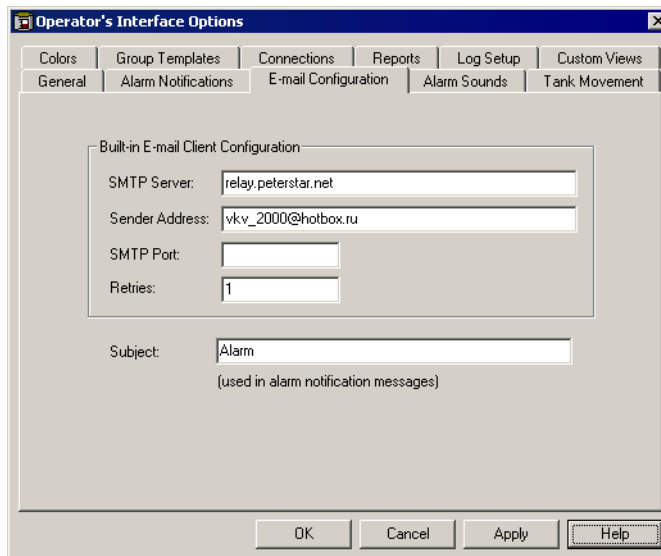 Operator's Interface Options
Colors Group Templates Connections Reports Log Setup Custom Views
General Alarm Notifications E-mail Configuration Alarm Sounds Tank Movement
Built-in E-mail Client Configuration
SMTP Server: relay.peterstar.net
Sender Address: vkv_2000@hotbox.ru
SMTP Port:
Retries: 1
Subject: Alarm
(used in alarm notification messages)
OK Cancel Apply Help